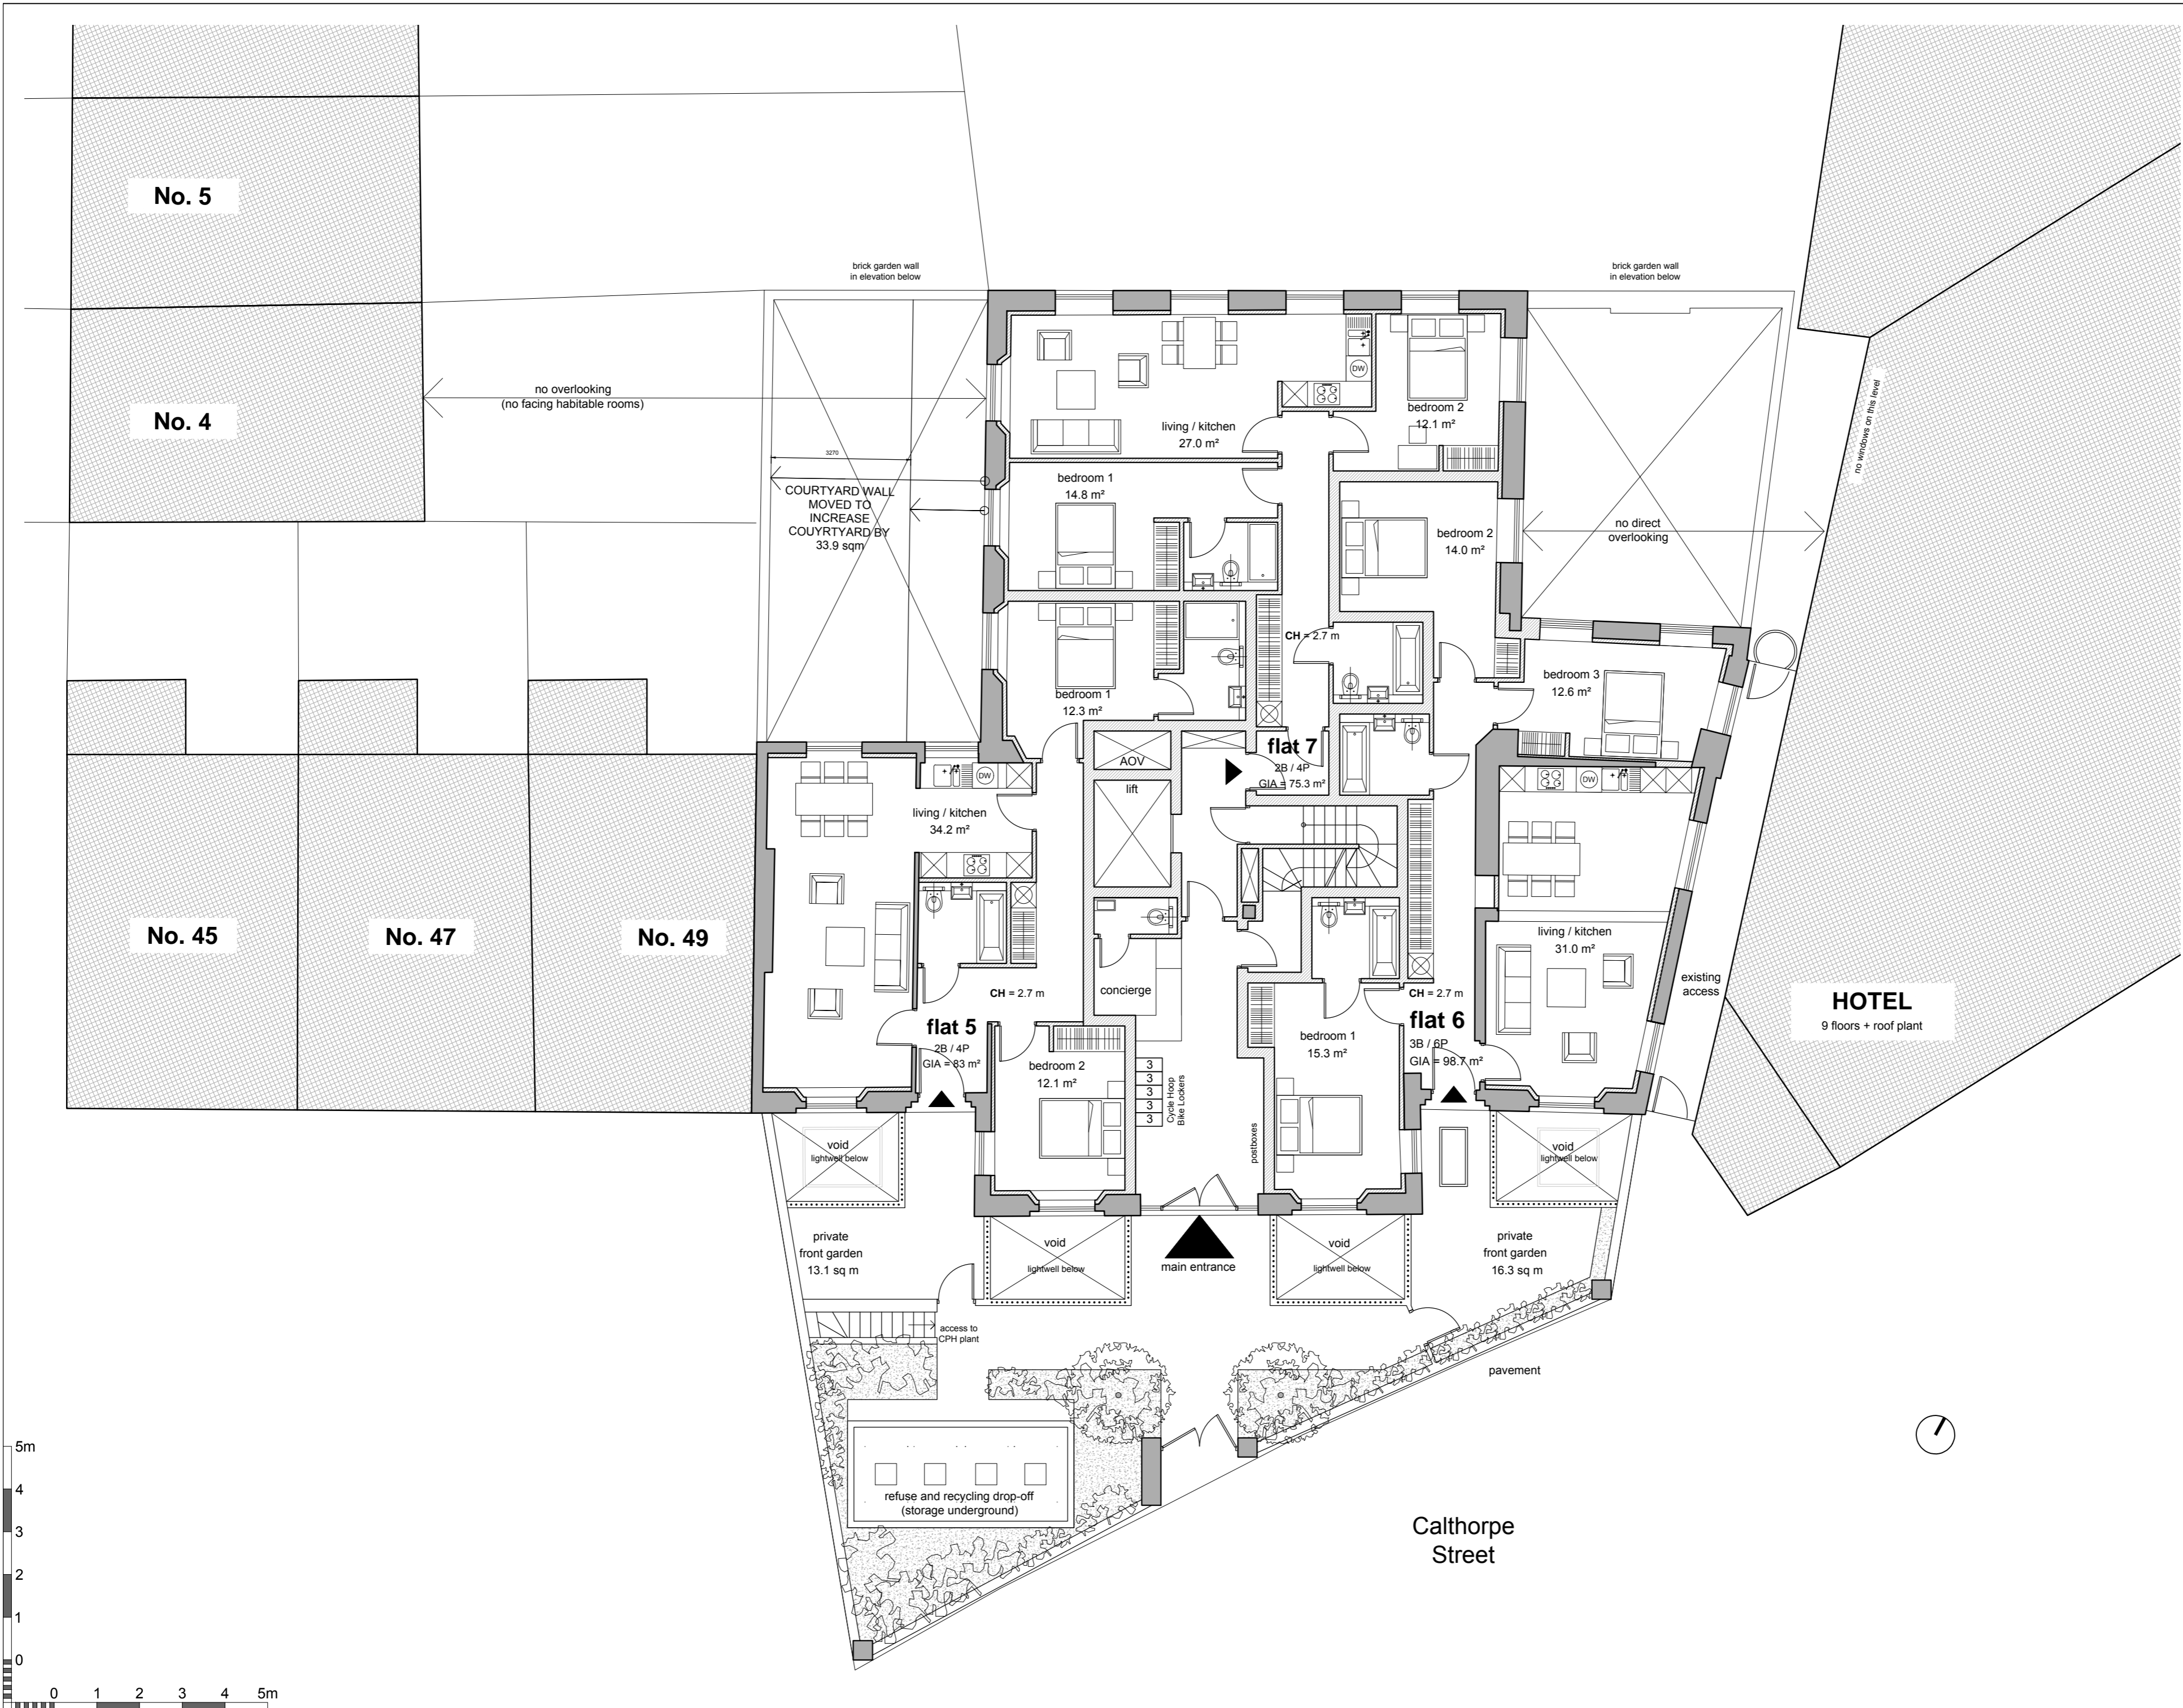 No. 5
No. 4
No. 45
No. 47
No. 49
brick garden wall
in elevation below
brick garden wall
in elevation below
no overlooking
(no facing habitable rooms)
3270
COURTYARD WALL
MOVED TO
INCREASE
COUYRTYARD BY
33.9 sqm
living / kitchen
27.0 m²
DW
bedroom 2
12.1 m²
bedroom 1
14.8 m²
bedroom 2
14.0 m²
no direct
overlooking
no windows on this level
CH = 2.7 m
bedroom 1
12.3 m²
bedroom 3
12.6 m²
AOV
lift
flat 7
2B / 4P
GIA = 75.3 m²
DW
living / kitchen
34.2 m²
DW
living / kitchen
31.0 m²
existing
access
HOTEL
9 floors + roof plant
concierge
CH = 2.7 m
flat 5
2B / 4P
GIA = 83 m²
bedroom 2
12.1 m²
3
3
3
3
3
Cycle Hoop
Bike Lockers
postboxes
bedroom 1
15.3 m²
CH = 2.7 m
flat 6
3B / 6P
GIA = 98.7 m²
void
lightwell below
void
lightwell below
private
front garden
13.1 sq m
void
lightwell below
main entrance
void
lightwell below
private
front garden
16.3 sq m
access to
CPH plant
pavement
refuse and recycling drop-off
(storage underground)
Calthorpe
Street
5m
4
3
2
1
0
0 1 2 3 4 5m